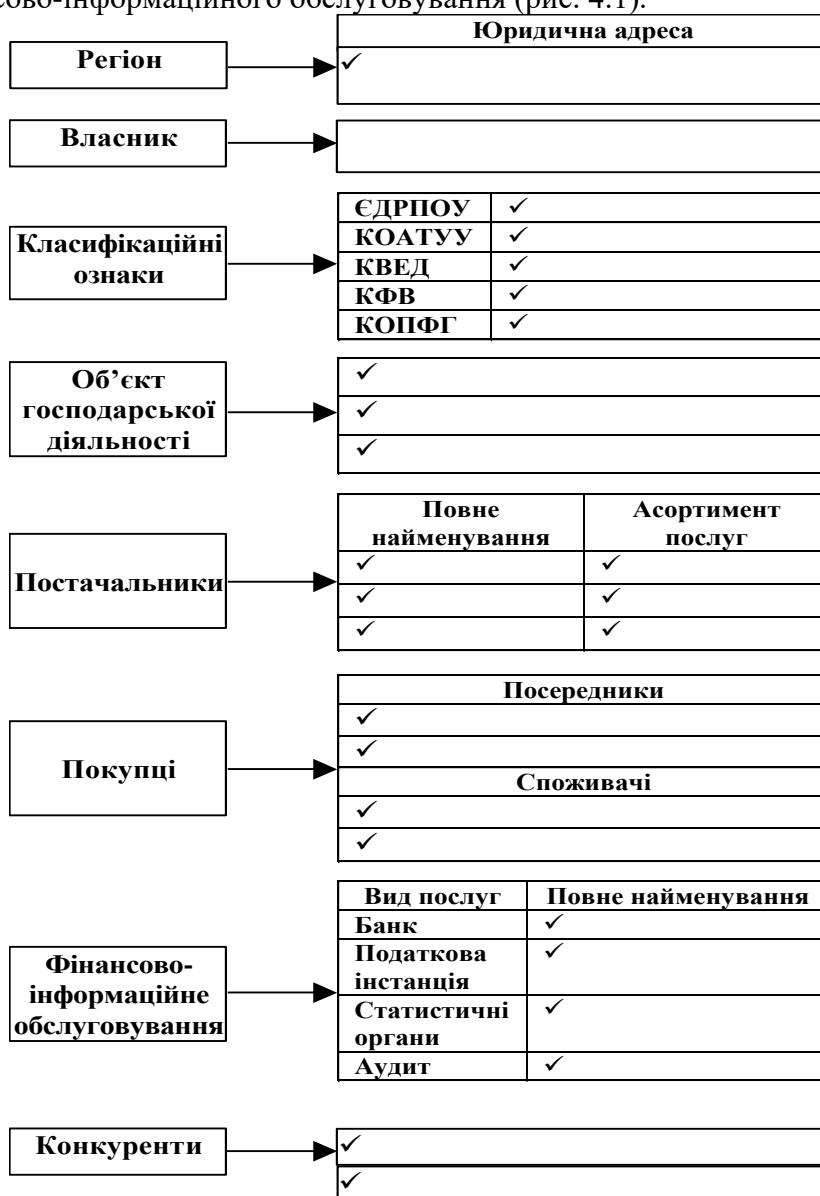 сово-інформаційного обслуговування (рис. 4.1).
Юридична адреса
Регіон
✓
Власник
Класифікаційні
ознаки
ЄДРПОУ ✓
КОАТУУ ✓
КВЕД ✓
КФВ ✓
КОПФГ ✓
Об’єкт
господарської
діяльності
✓
✓
✓
Постачальники
Повне
найменування
Асортимент
послуг
✓ ✓
✓ ✓
✓ ✓
Покупці
Посередники
✓
✓
Споживачі
✓
✓
Фінансово-
інформаційне
обслуговування
Вид послуг Повне найменування
Банк ✓
Податкова ✓
інстанція
Статистичні ✓
органи
Аудит ✓
Конкуренти
✓
✓